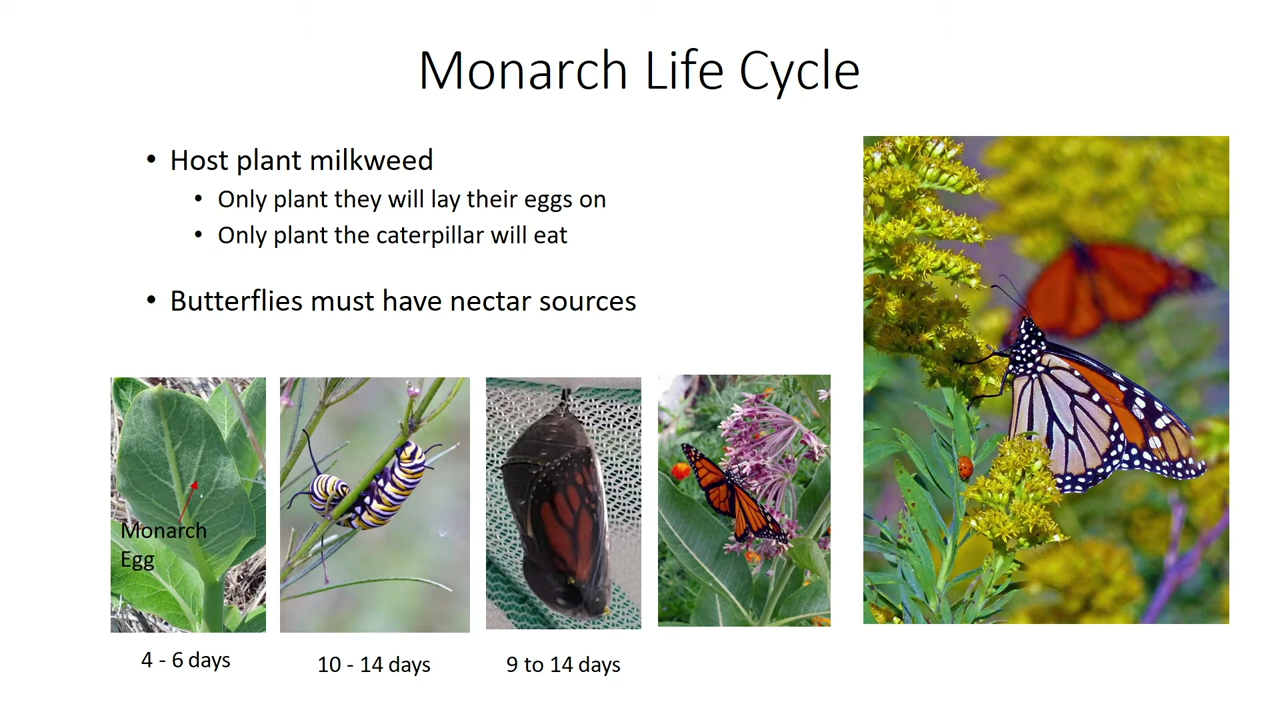 Monarch Life Cycle
• Host plant milkweed
• Only plant they will lay their eggs on
• Only plant the caterpillar will eat
• Butterflies must have nectar sources
Monarch
Egg
4 - 6 days
10 - 14 days
9 to 14 days